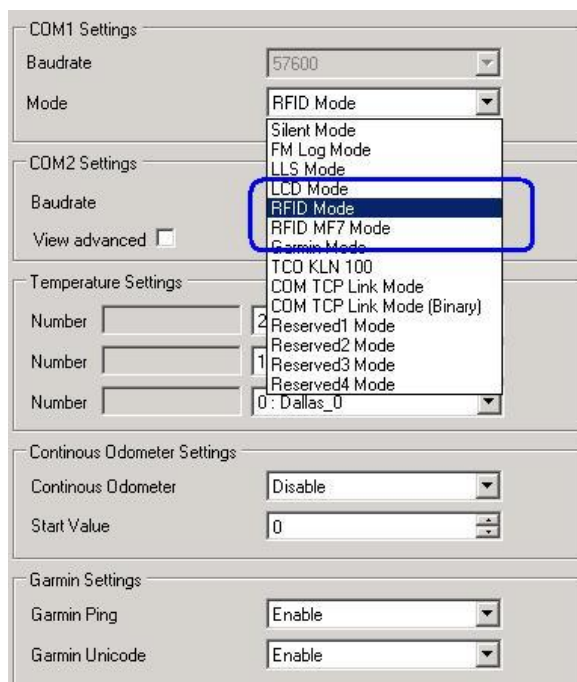 COM1 Settings
Baudrate 57600
Mode RFID Mode
Silent Mode
FM Log Mode
LLS Mode
LCD Mode
RFID Mode
RFID MF7 Mode
Garmin Mode
TCO KLN 100
COM TCP Link Mode
COM TCP Link Mode (Binary)
Reserved1 Mode
Reserved2 Mode
Reserved3 Mode
Reserved4 Mode
COM2 Settings
Baudrate
View advanced
Temperature Settings
Number 2
Number 1
Number 0 : Dallas_0
Continous Odometer Settings
Continous Odometer Disable
Start Value 0
Garmin Settings
Garmin Ping Enable
Garmin Unicode Enable